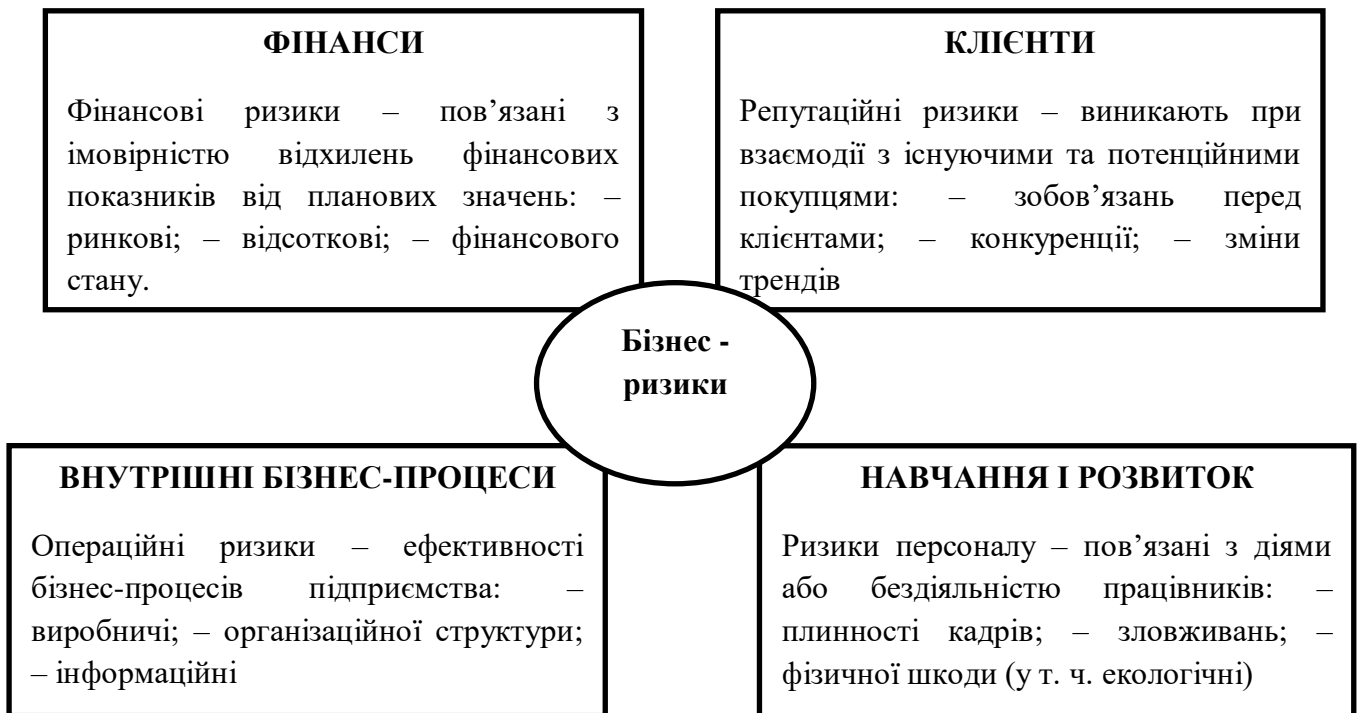 ФІНАНСИ
Фінансові ризики – пов’язані з
імовірністю відхилень фінансових
показників від планових значень: –
ринкові; – відсоткові; – фінансового
стану.
КЛІЄНТИ
Репутаційні ризики – виникають при
взаємодії з існуючими та потенційними
покупцями: – зобов’язань перед
клієнтами; – конкуренції; – зміни
трендів
Бізнес -
ризики
ВНУТРІШНІ БІЗНЕС-ПРОЦЕСИ
Операційні ризики – ефективності
бізнес-процесів підприємства: –
виробничі; – організаційної структури;
– інформаційні
НАВЧАННЯ І РОЗВИТОК
Ризики персоналу – пов’язані з діями
або бездіяльністю працівників: –
плинності кадрів; – зловживань; –
фізичної шкоди (у т. ч. екологічні)